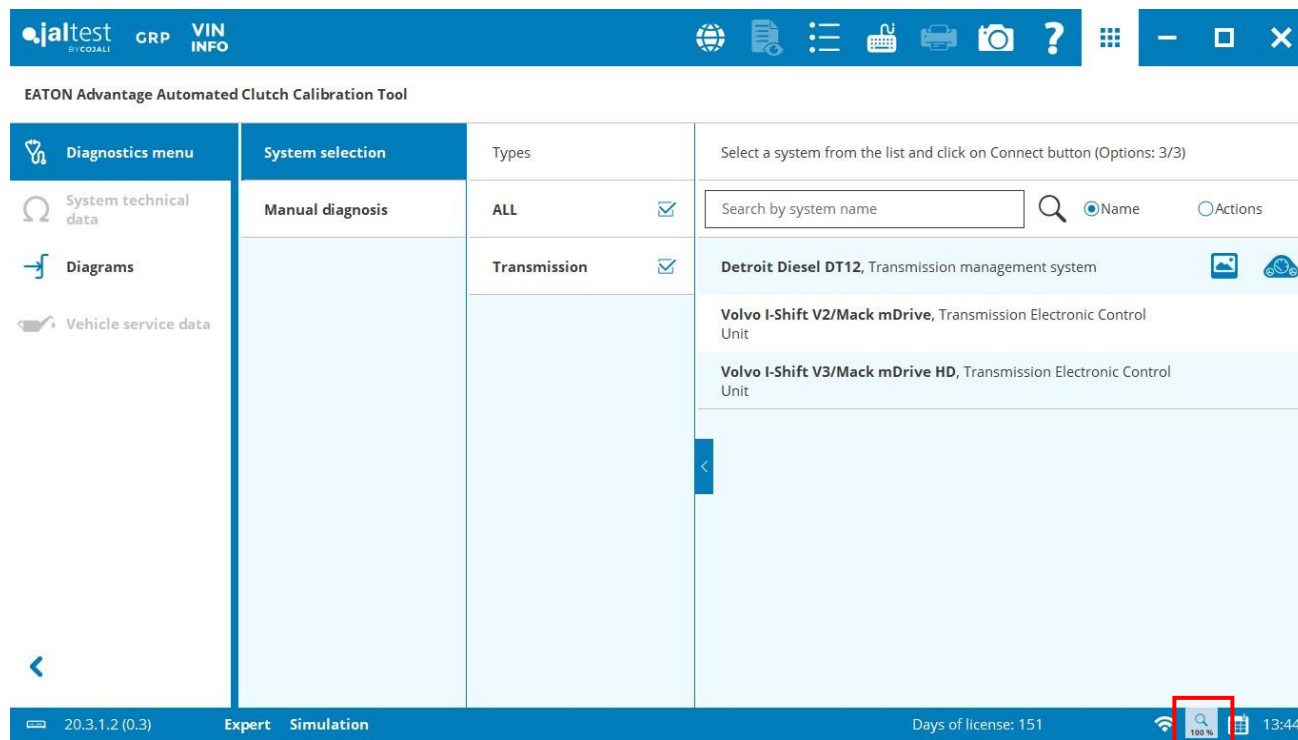 jaltest GRP VIN INFO
BY COJALI
EATON Advantage Automated Clutch Calibration Tool
Diagnostics menu
System selection
Types
Select a system from the list and click on Connect button (Options: 3/3)
System technical
data
Manual diagnosis
ALL
Search by system name
Name
Actions
Diagrams
Transmission
Detroit Diesel DT12, Transmission management system
Vehicle service data
Volvo I-Shift V2/Mack mDrive, Transmission Electronic Control
Unit
Volvo I-Shift V3/Mack mDrive HD, Transmission Electronic Control
Unit
20.3.1.2 (0.3)
Expert
Simulation
Days of license: 151
100 %
13:44